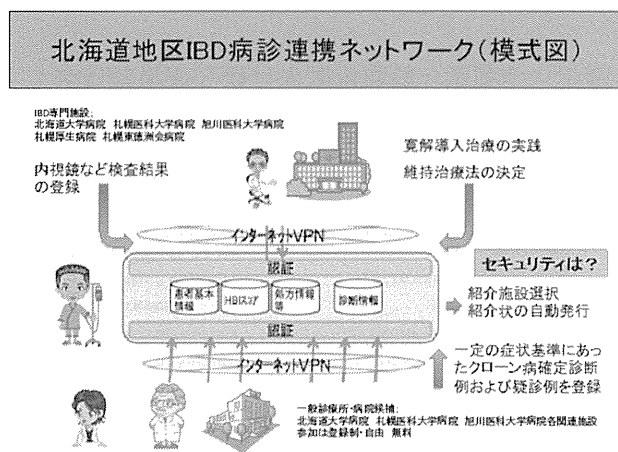 北海道地区IBD病診連携ネットワーク(模式図)
IBD専門施設:
北海道大学病院 札幌医科大学病院 旭川医科大学病院
札幌厚生病院 札幌東徳洲会病院
内視鏡など検査結果
の登録
寛解導入治療の実践
維持治療法の決定
インターネットVPN
認証
患者基本
情報
HBIスコア
処方情報
等
診断情報
認証
インターネットVPN
セキュリティは?
紹介施設選択
紹介状の自動発行
一定の症状基準にあっ
たクローン病確定診断
例および疑診例を登録
一般診療所・病院候補:
北海道大学病院 札幌医科大学病院 旭川医科大学病院各関連施設
参加は登録制・自由 無料